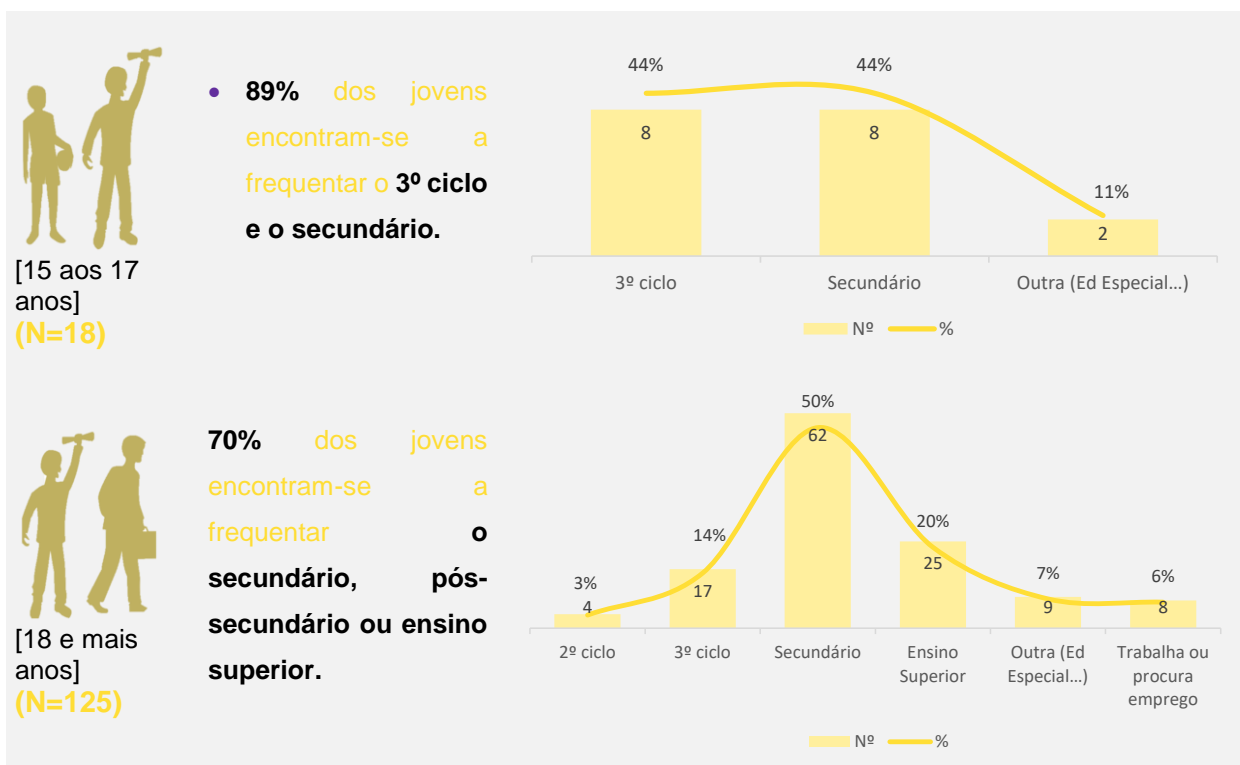 • 89% dos jovens
encontram-se a
frequentar o 3º ciclo
e o secundário.
[15 aos 17
anos]
(N=18)
44% 44%
8 8
11%
2
3º ciclo Secundário Outra (Ed Especial...)
Nº %
70% dos jovens
encontram-se a
frequentar o
secundário, pós-
secundário ou ensino
superior.
[18 e mais
anos]
(N=125)
50%
62
20%
14%
25
7%
6%
3%
17
4
9 8
2º ciclo 3º ciclo Secundário Ensino Outra (Ed Trabalha ou
Superior Especial...) procura
emprego
Nº %